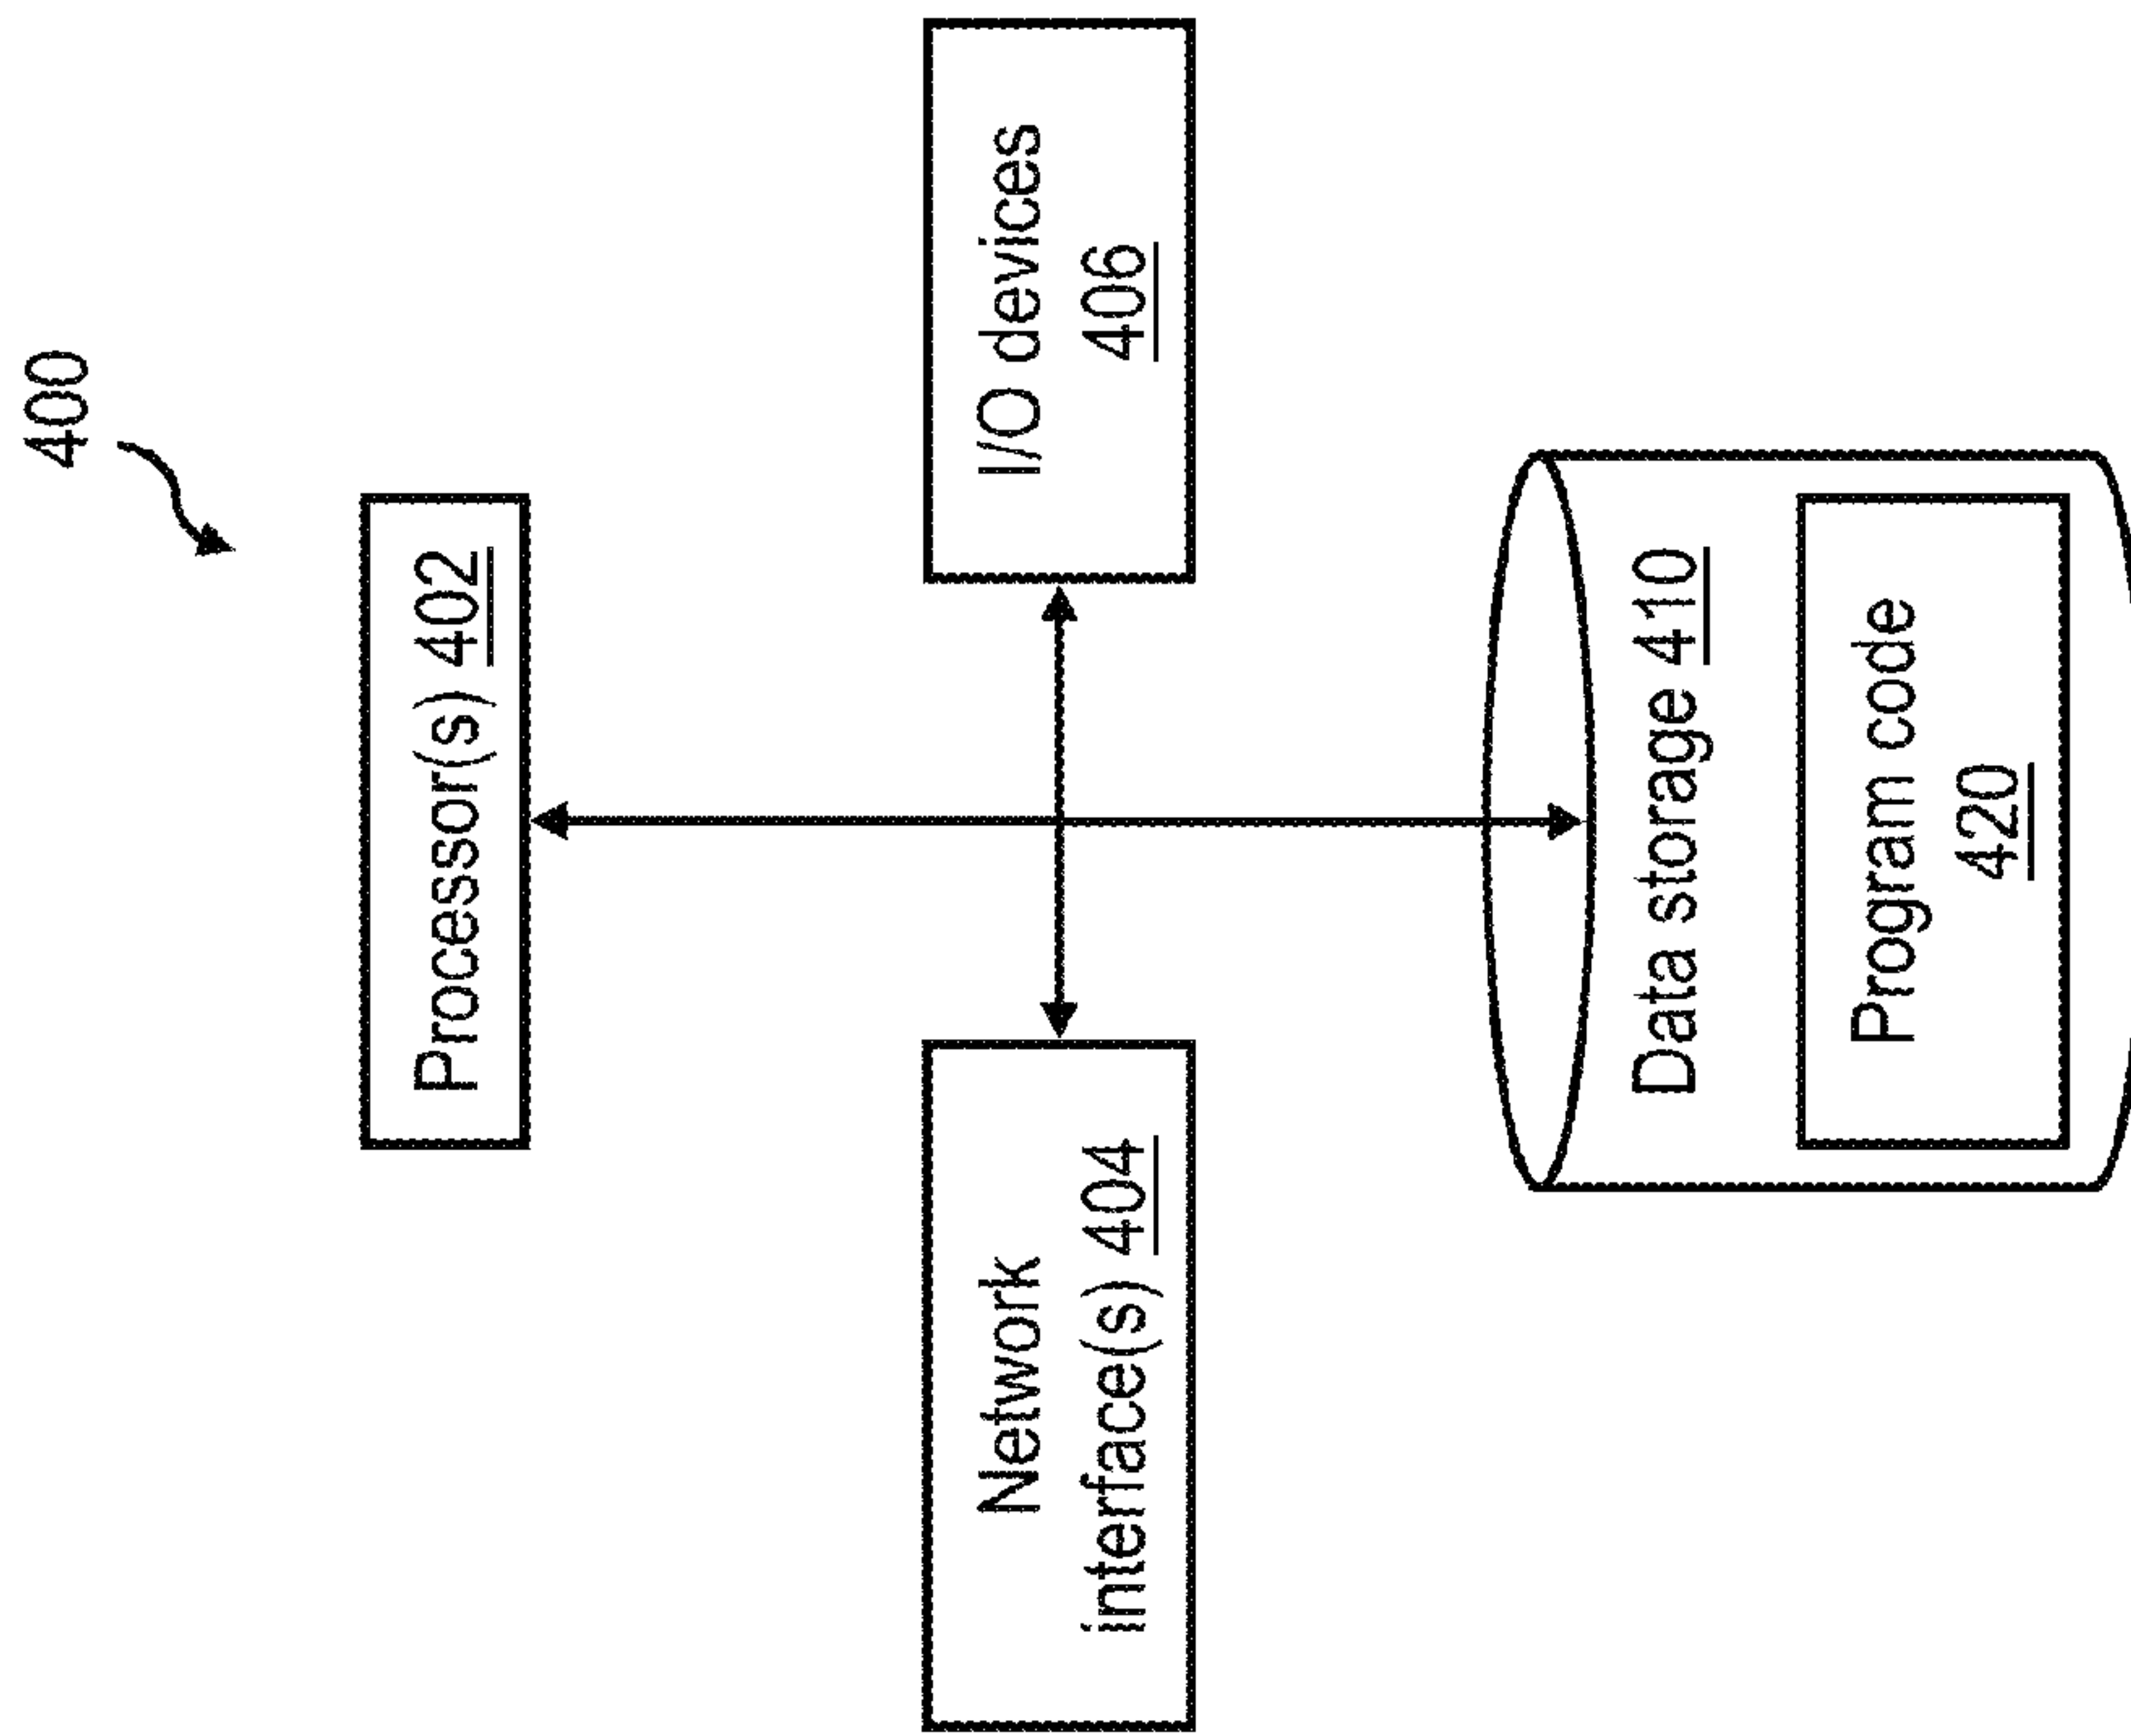 400
Processor(s) 402
Network
interface(s) 404
I/O devices
406
Data storage 410
Program code
420